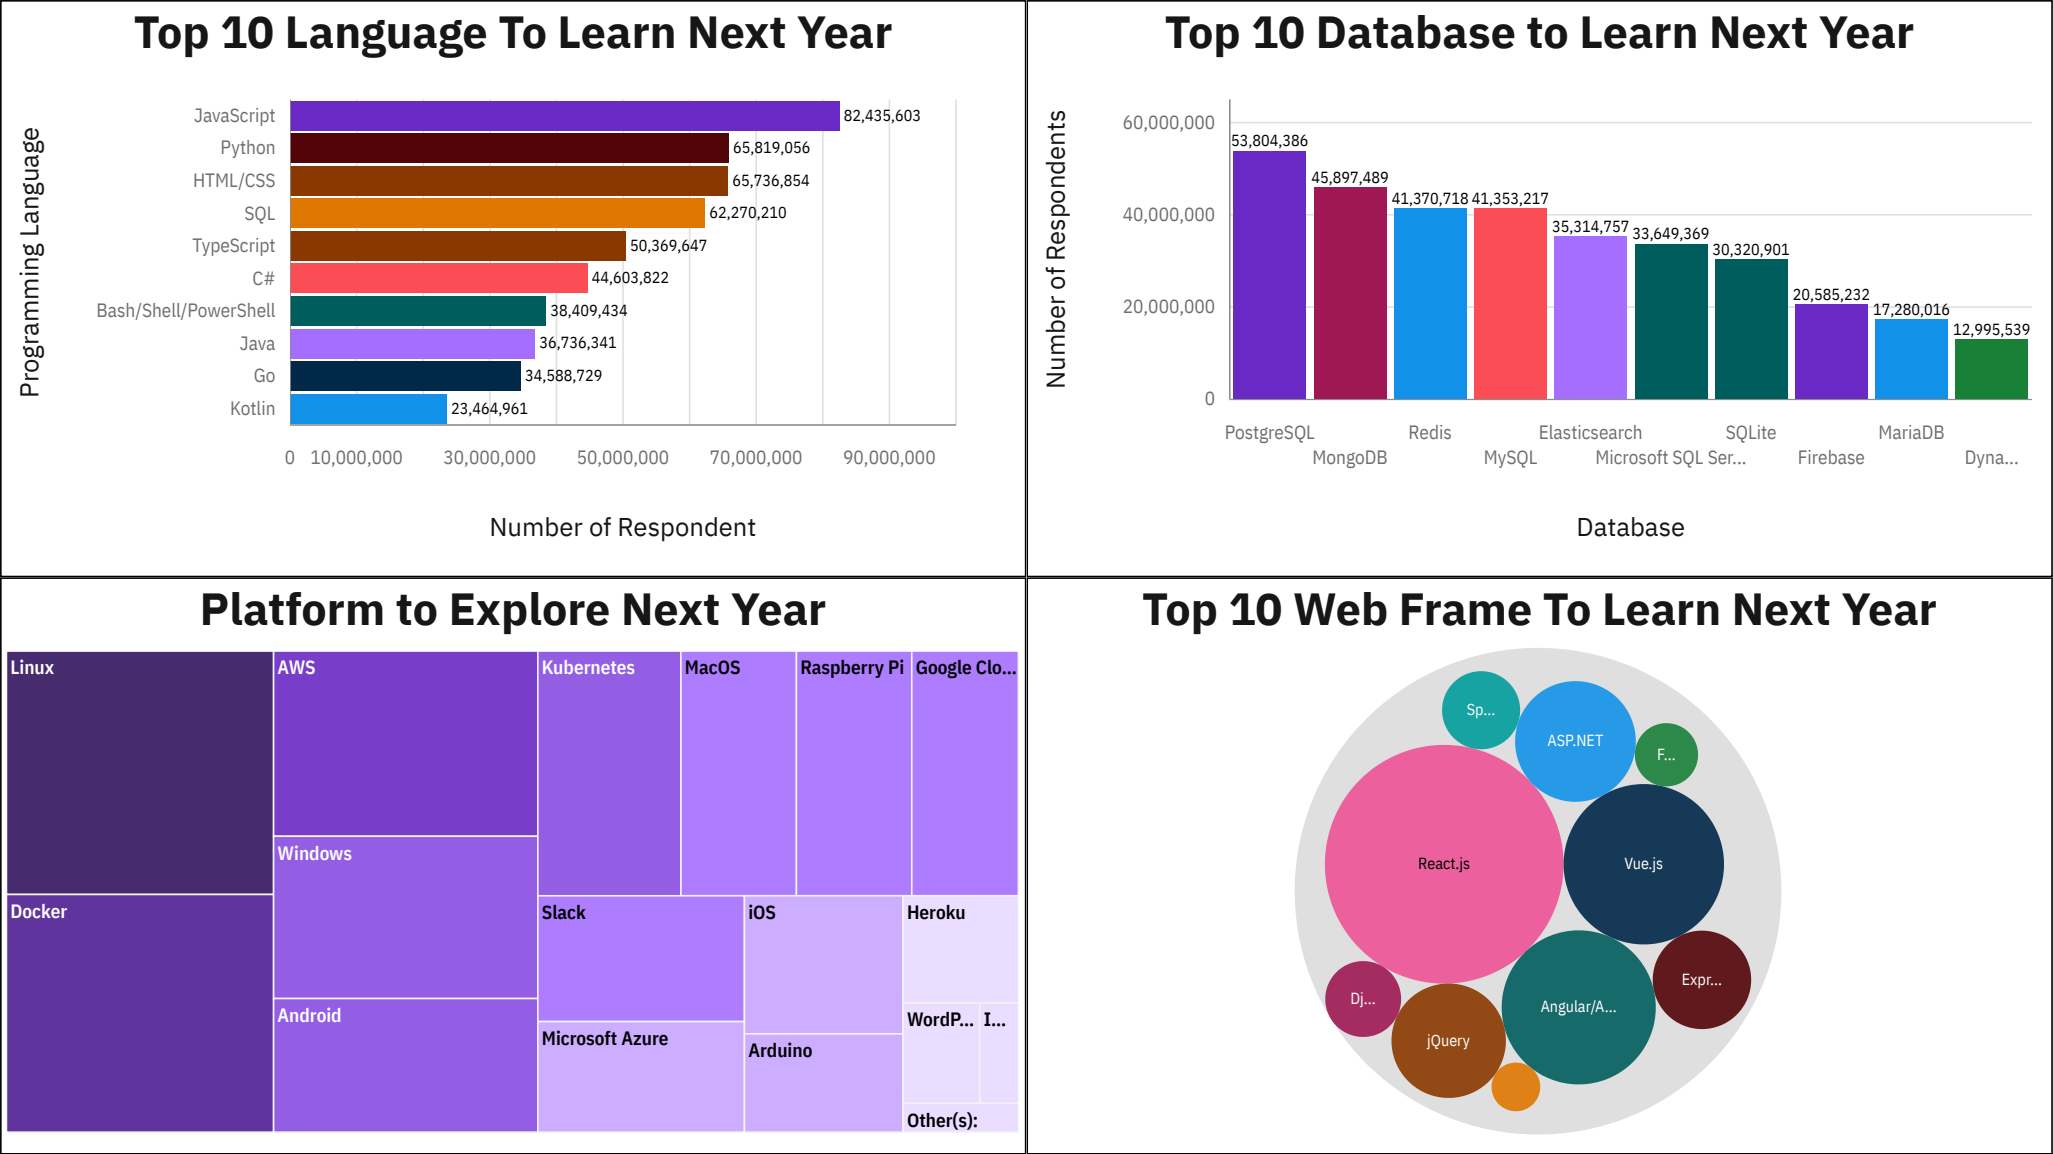 Top 10 Language To Learn Next Year
Programming Language
JavaScript 82,435,603
Python 65,819,056
HTML/CSS 65,736,854
SQL 62,270,210
TypeScript 50,369,647
C# 44,603,822
Bash/Shell/PowerShell 38,409,434
Java 36,736,341
Go 34,588,729
Kotlin 23,464,961
0 10,000,000 30,000,000 50,000,000 70,000,000 90,000,000
Number of Respondent
Top 10 Database to Learn Next Year
Number of Respondents
60,000,000
40,000,000
20,000,000
0
53,804,386
45,897,489
41,370,718 41,353,217
35,314,757
33,649,369
30,320,901
20,585,232
17,280,016
12,995,539
PostgreSQL Redis Elasticsearch SQLite MariaDB
MongoDB MySQL Microsoft SQL Ser... Firebase Dyna...
Database
Platform to Explore Next Year
Linux AWS Kubernetes MacOS Raspberry Pi Google Clo...
Windows
Docker Slack iOS Heroku
Android WordP... I...
Microsoft Azure Arduino
Other(s):
Top 10 Web Frame To Learn Next Year
Sp...
ASP.NET
F...
React.js Vue.js
Expr...
Dj... Angular/A...
jQuery